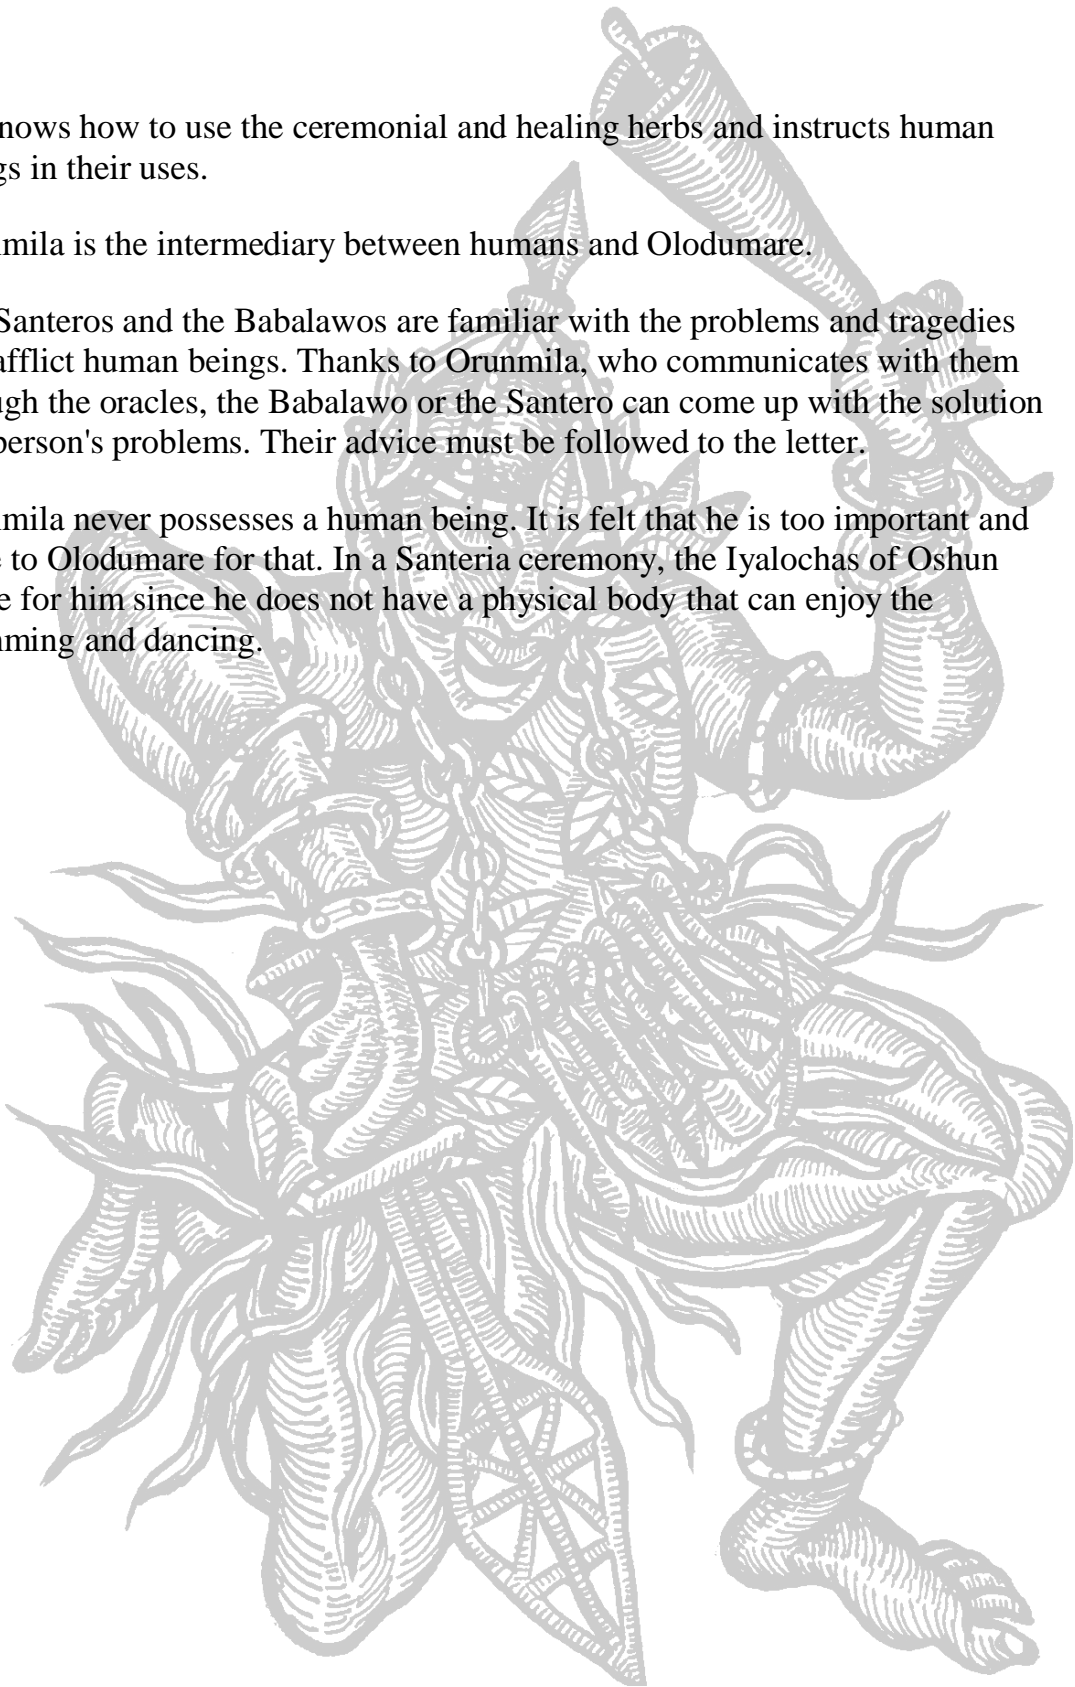 nows how to use the ceremonial and healing herbs and instructs human
gs in their uses.
mila is the intermediary between humans and Olodumare.
Santeros and the Babalawos are familiar with the problems and tragedies
afflict human beings. Thanks to Orunmila, who communicates with them
ugh the oracles, the Babalawo or the Santero can come up with the solution
person's problems. Their advice must be followed to the letter.
mila never possesses a human being. It is felt that he is too important and
e to Olodumare for that. In a Santeria ceremony, the Iyalochas of Oshun
e for him since he does not have a physical body that can enjoy the
ming and dancing.